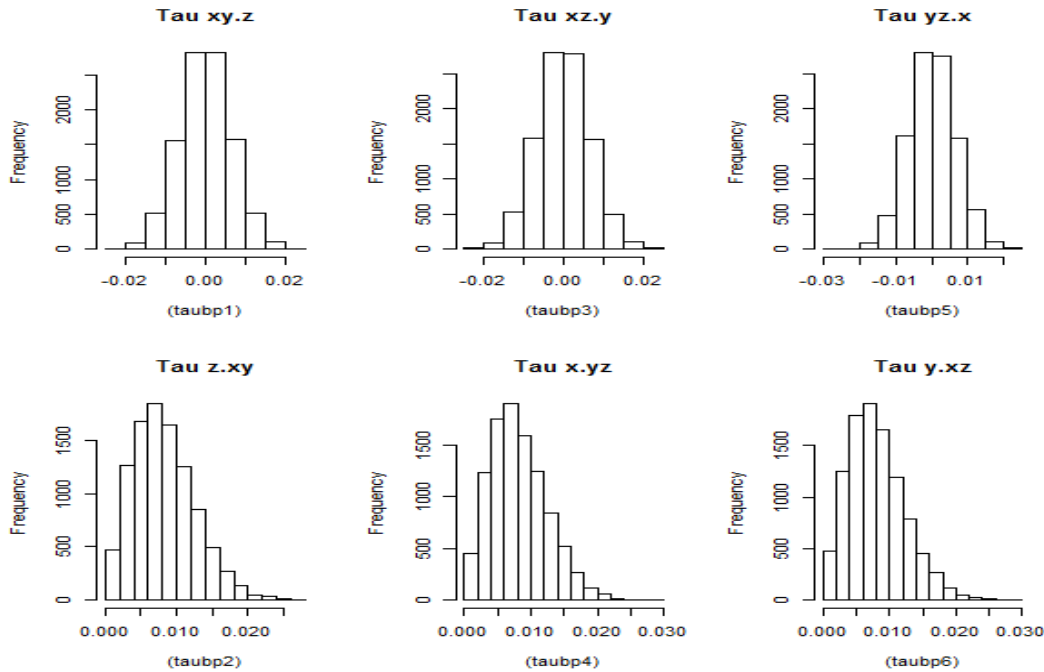 Tau xy.z
Frequency
0 500 1000 2000
-0.02 0.00 0.02
(taubp1)
Tau xz.y
Frequency
0 500 1000 2000
-0.02 0.00 0.02
(taubp3)
Tau yz.x
Frequency
0 500 1000 2000
-0.03 -0.01 0.01
(taubp5)
Tau z.xy
Frequency
0 500 1000 1500
0.000 0.010 0.020
(taubp2)
Tau x.yz
Frequency
0 500 1000 1500
0.000 0.010 0.020 0.030
(taubp4)
Tau y.xz
Frequency
0 500 1000 1500
0.000 0.010 0.020 0.030
(taubp6)